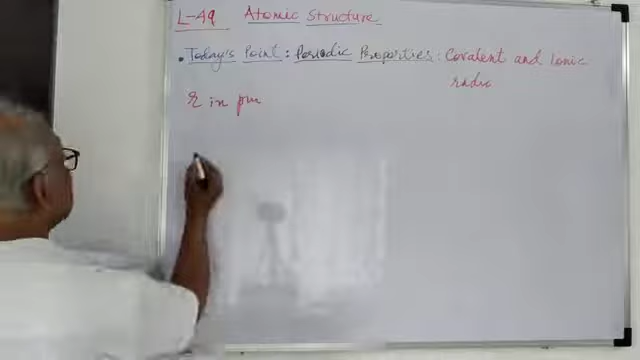 L-49 Atomic Structure
• Today's Point: Periodic Properties: Covalent and Ionic
radii
r in pm